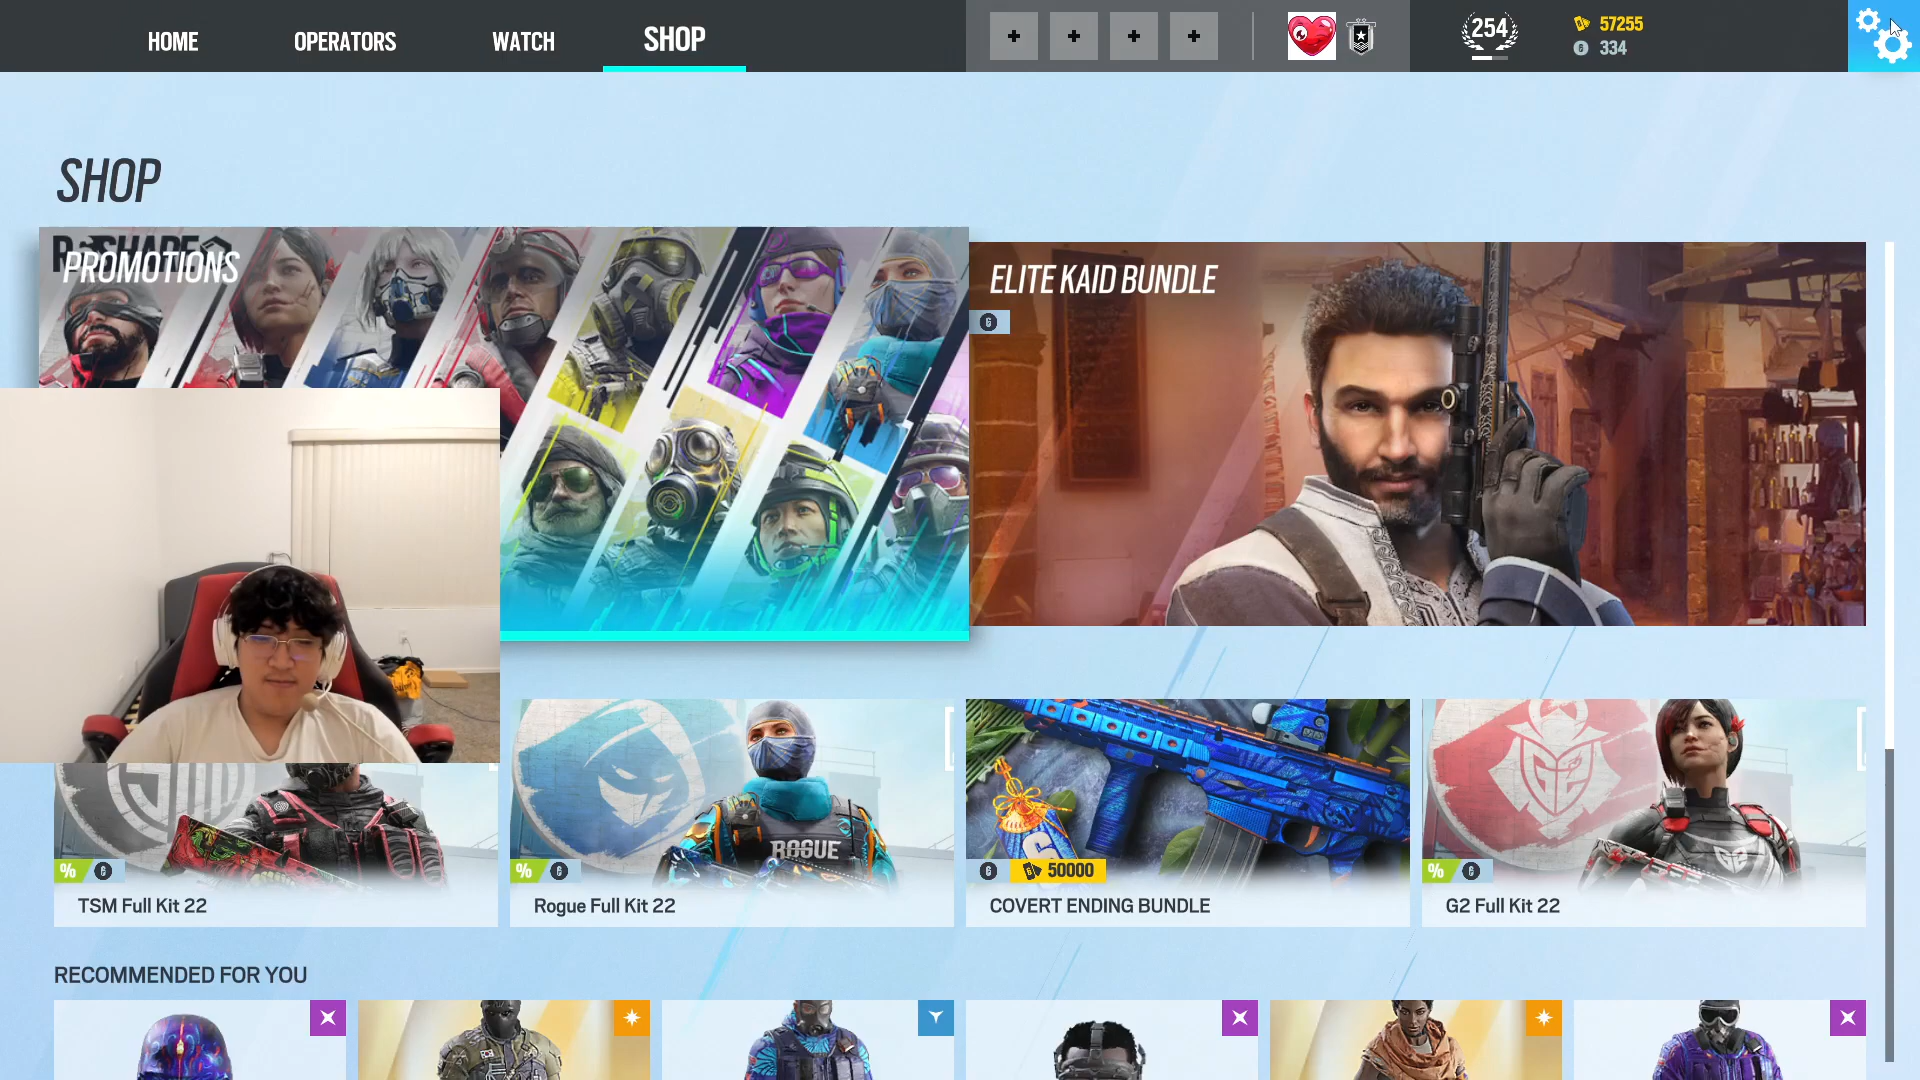 HOME OPERATORS WATCH SHOP
254
57255
334
SHOP
PROMOTIONS
ELITE KAID BUNDLE
ROGUE
G2
% 
50000
%
TSM Full Kit 22
Rogue Full Kit 22
COVERT ENDING BUNDLE
G2 Full Kit 22
RECOMMENDED FOR YOU